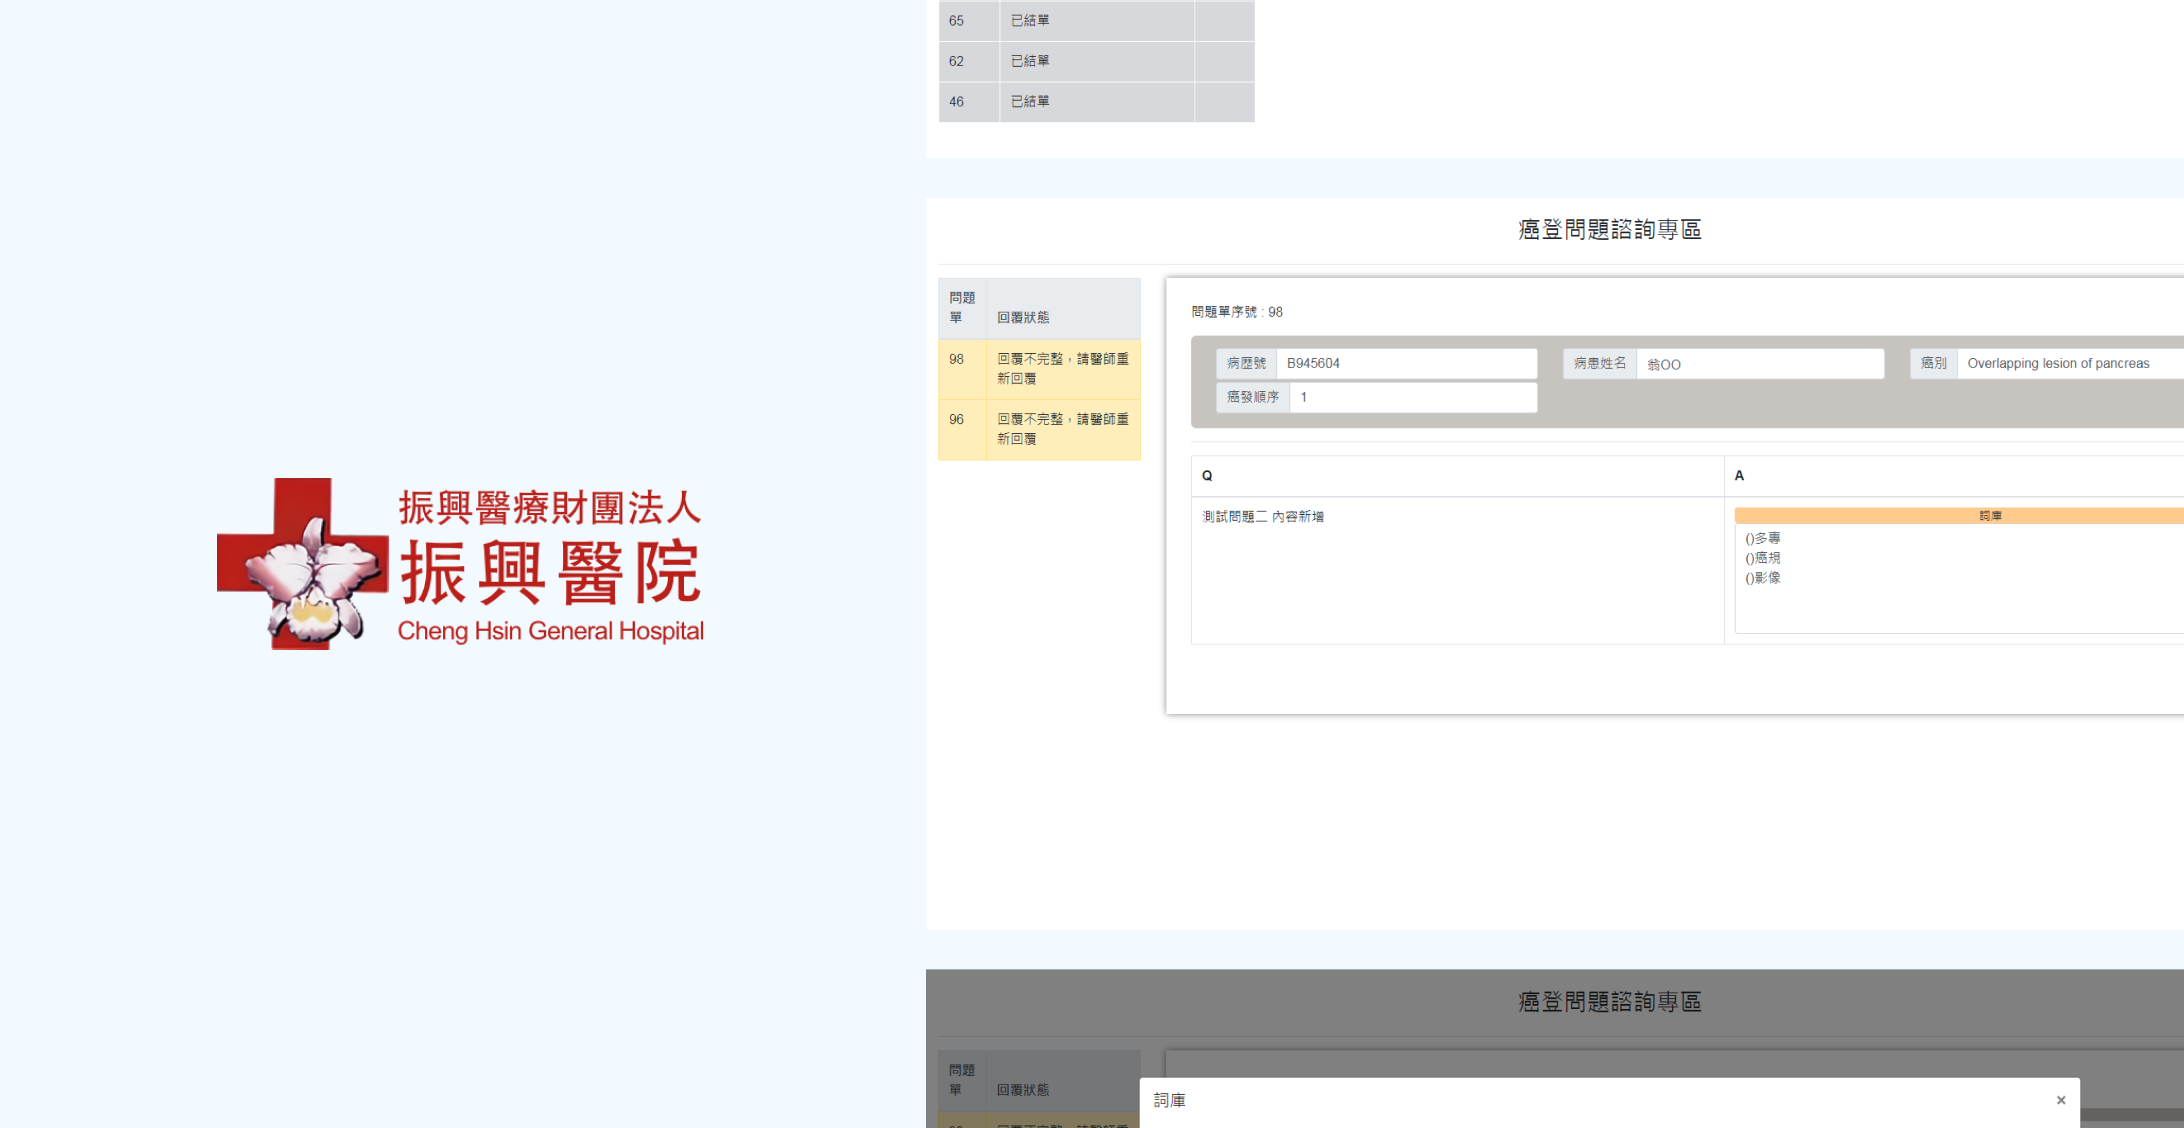 65 已結單
62 已結單
46 已結單
癌登問題諮詢專區
問題
單 回覆狀態
98 回覆不完整，請醫師重
新回覆
96 回覆不完整，請醫師重
新回覆
問題單序號 : 98
病歷號 B945604 病患姓名 翁OO 癌別 Overlapping lesion of pancreas
癌發順序 1
Q A
測試問題二 內容新增
詞庫
()多專
()癌規
()影像
振興醫療財團法人
振興醫院
Cheng Hsin General Hospital
癌登問題諮詢專區
問題
單 回覆狀態
詞庫 ×